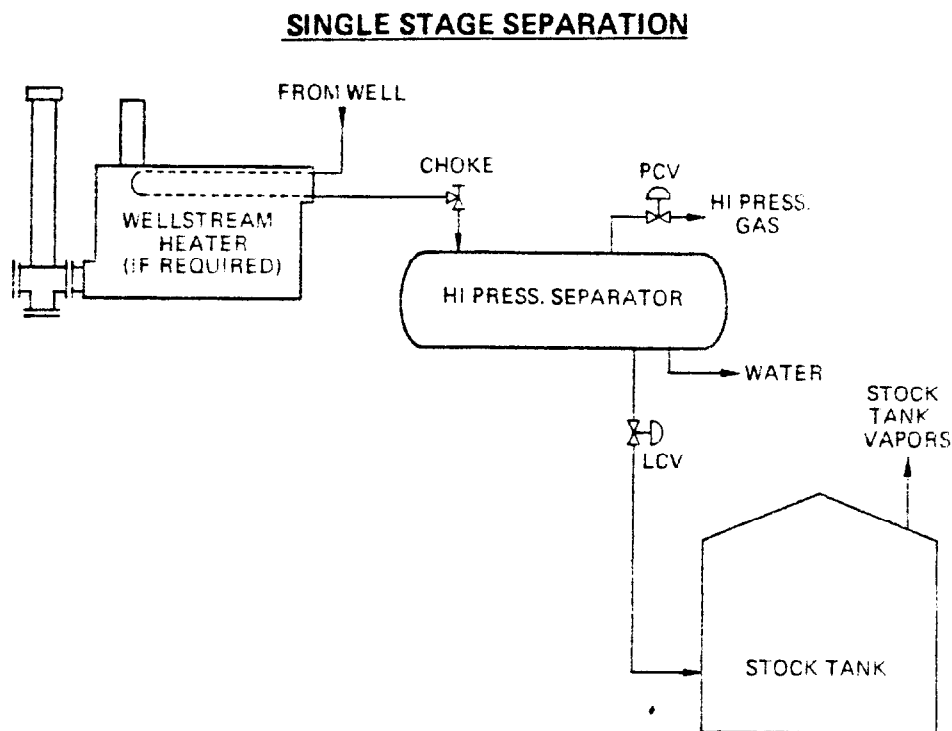 SINGLE STAGE SEPARATION
FROM WELL
CHOKE
PCV
HI PRESS.
GAS
WELLSTREAM
HEATER
(IF REQUIRED)
HI PRESS. SEPARATOR
WATER
STOCK
TANK
VAPORS
LCV
STOCK TANK